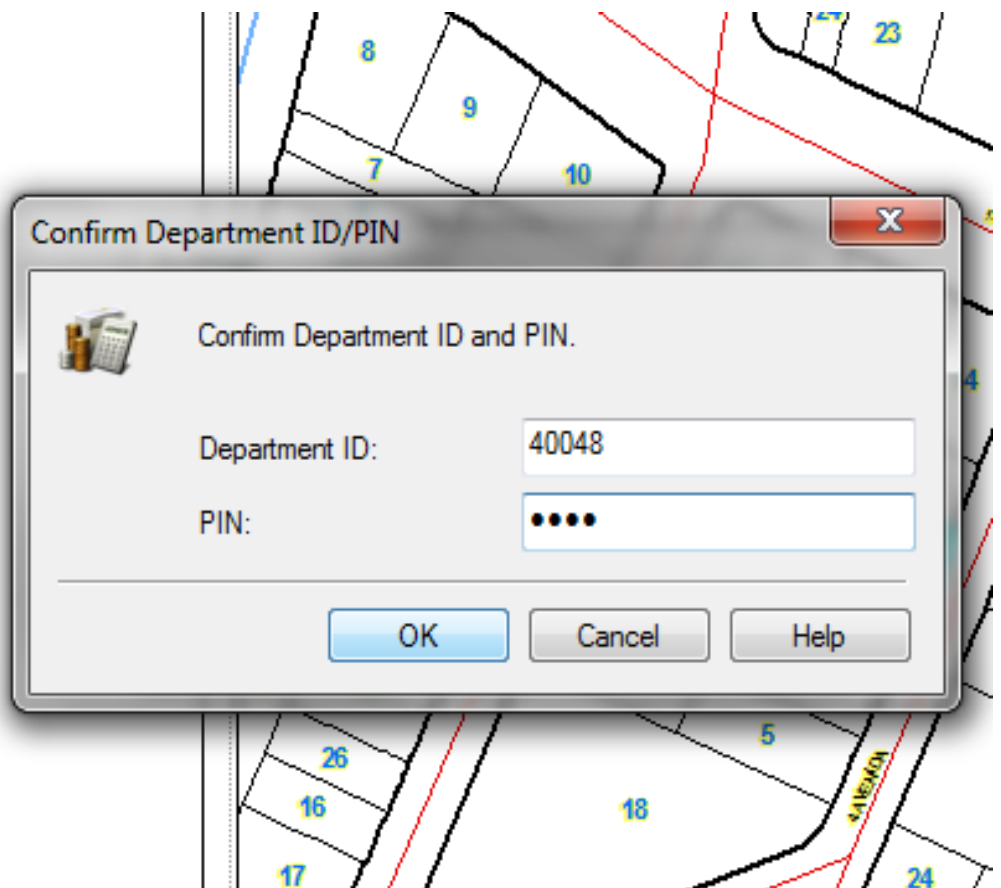 24
23
8
9
7
10
Confirm Department ID/PIN
Confirm Department ID and PIN.
4
Department ID: 40048
PIN: ••••
OK Cancel Help
5
26
16
18
17
24